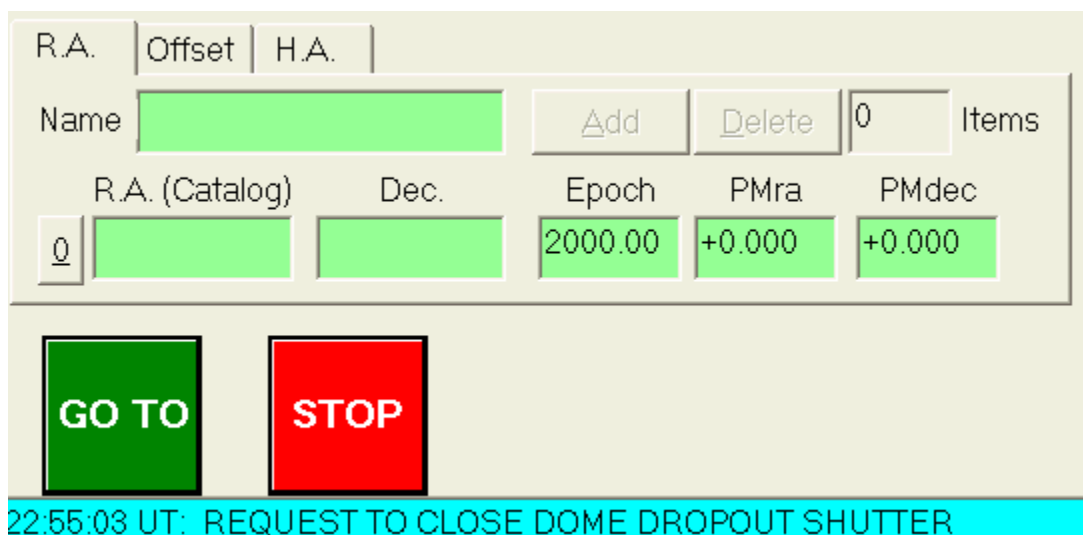 R.A. Offset H.A.
Name Add Delete 0 Items
R.A. (Catalog) Dec. Epoch PMra PMdec
0 2000.00 +0.000 +0.000
GO TO STOP
22:55:03 UT: REQUEST TO CLOSE DOME DROPOUT SHUTTER